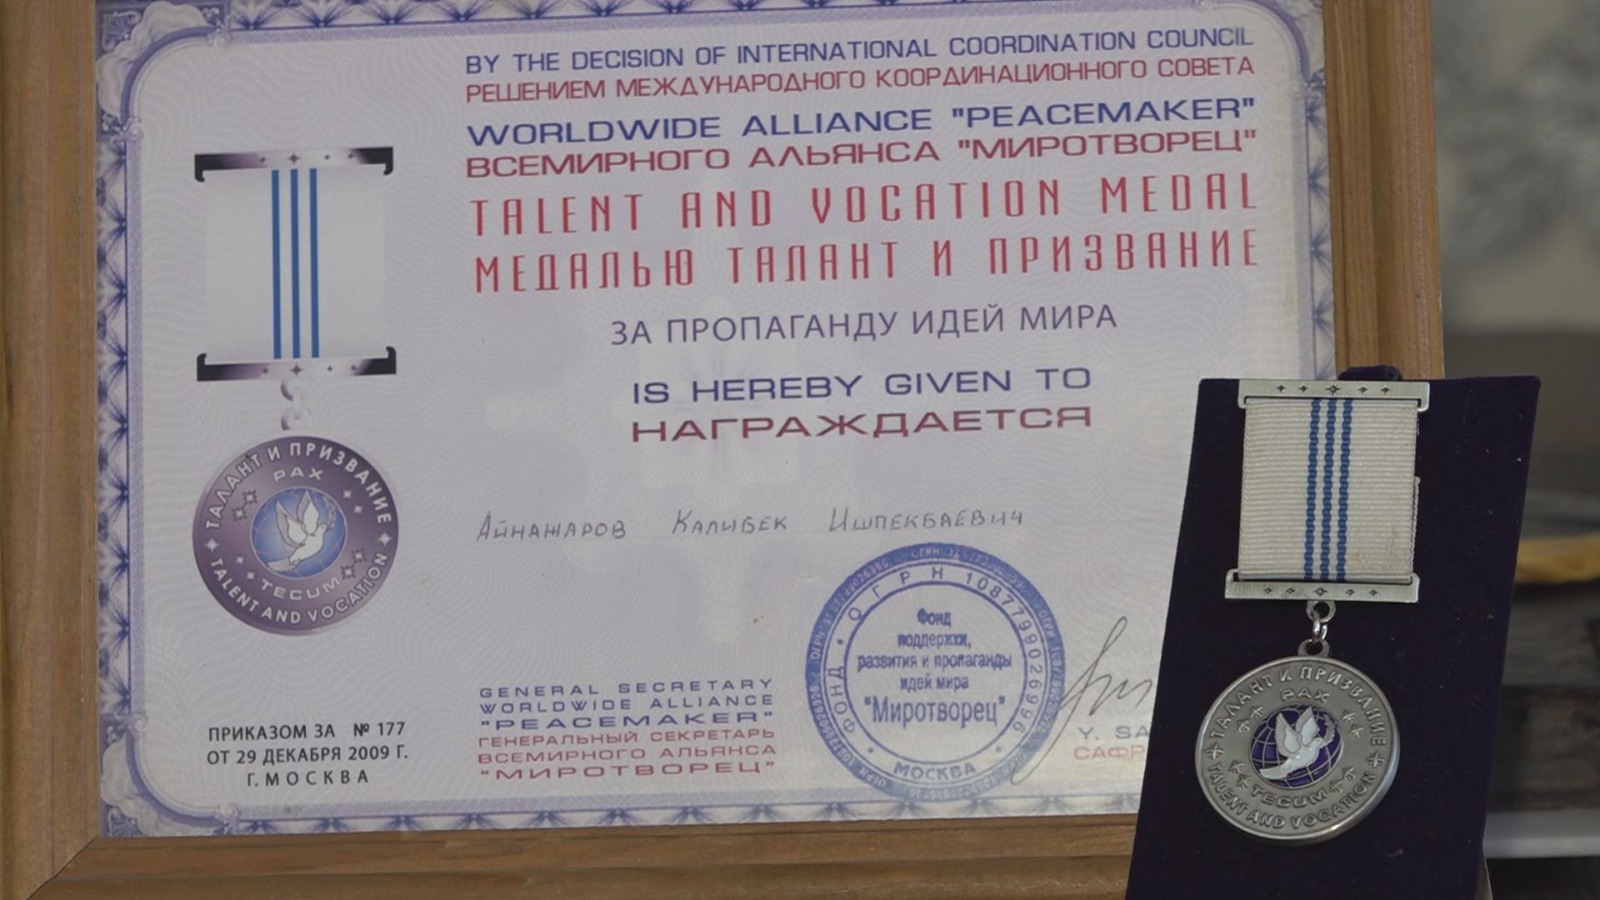 BY THE DECISION OF INTERNATIONAL COORDINATION COUNCIL
РЕШЕНИЕМ МЕЖДУНАРОДНОГО КООРДИНАЦИОННОГО СОВЕТА
WORLDWIDE ALLIANCE "PEACEMAKER"
ВСЕМИРНОГО АЛЬЯНСА "МИРОТВОРЕЦ"
TALENT AND VOCATION MEDAL
МЕДАЛЬЮ ТАЛАНТ И ПРИЗВАНИЕ
ЗА ПРОПАГАНДУ ИДЕЙ МИРА
IS HEREBY GIVEN TO
НАГРАЖДАЕТСЯ
Айнажаров Калибек Ишпекбаевич
ТАЛАНТ И ПРИЗВАНИЕ
PAX
TECUM
TALENT AND VOCATION
ПРИКАЗОМ ЗА № 177
ОТ 29 ДЕКАБРЯ 2009 Г.
Г. МОСКВА
GENERAL SECRETARY
WORLDWIDE ALLIANCE
"PEACEMAKER"
ГЕНЕРАЛЬНЫЙ СЕКРЕТАРЬ
ВСЕМИРНОГО АЛЬЯНСА
"МИРОТВОРЕЦ"
ФОНД • ОГРН 1087799026996
Фонд
поддержки,
развития и пропаганды
идей мира
"Миротворец"
МОСКВА
Y. SA
САФР
ТАЛАНТ И ПРИЗВАНИЕ
PAX
TECUM
TALENT AND VOCATION